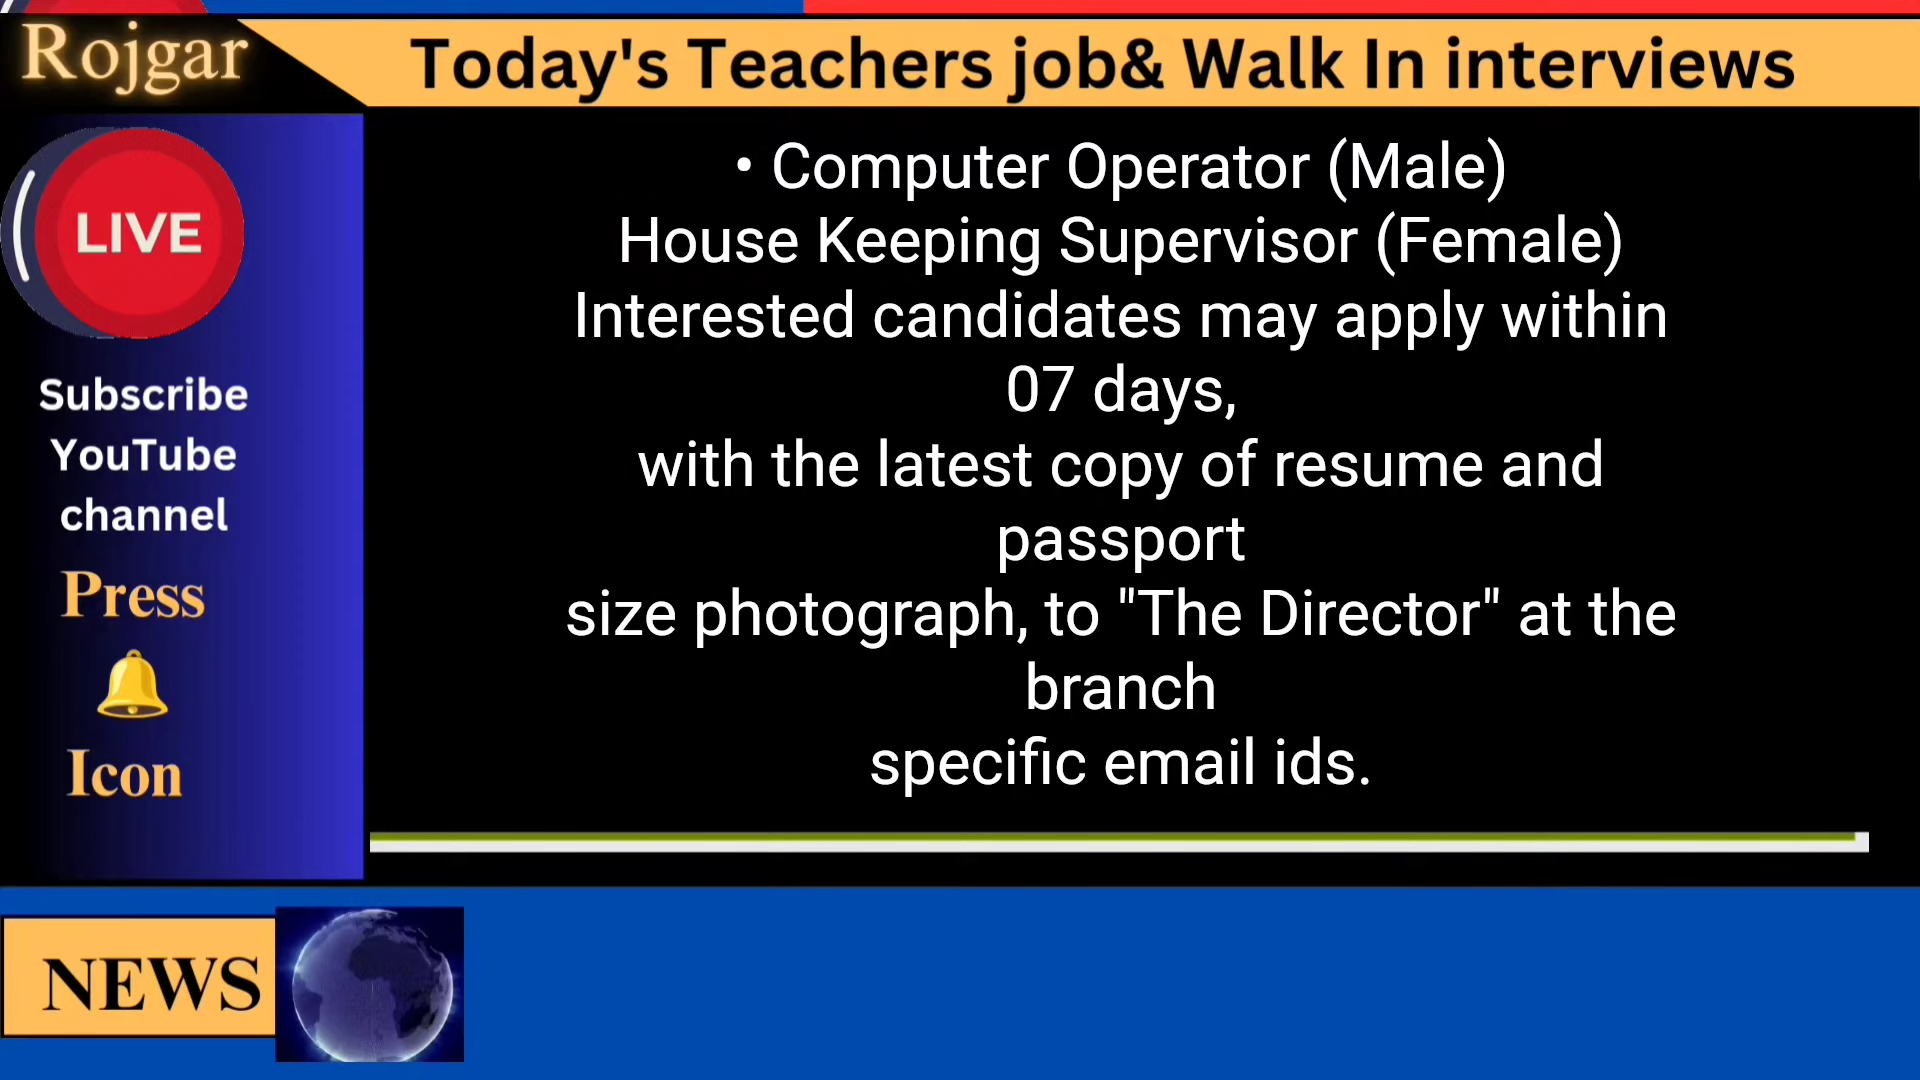 Rojgar
Today's Teachers job& Walk In interviews
LIVE
Subscribe
YouTube
channel
Press
Icon
• Computer Operator (Male)
House Keeping Supervisor (Female)
Interested candidates may apply within
07 days,
with the latest copy of resume and
passport
size photograph, to "The Director" at the
branch
specific email ids.
NEWS